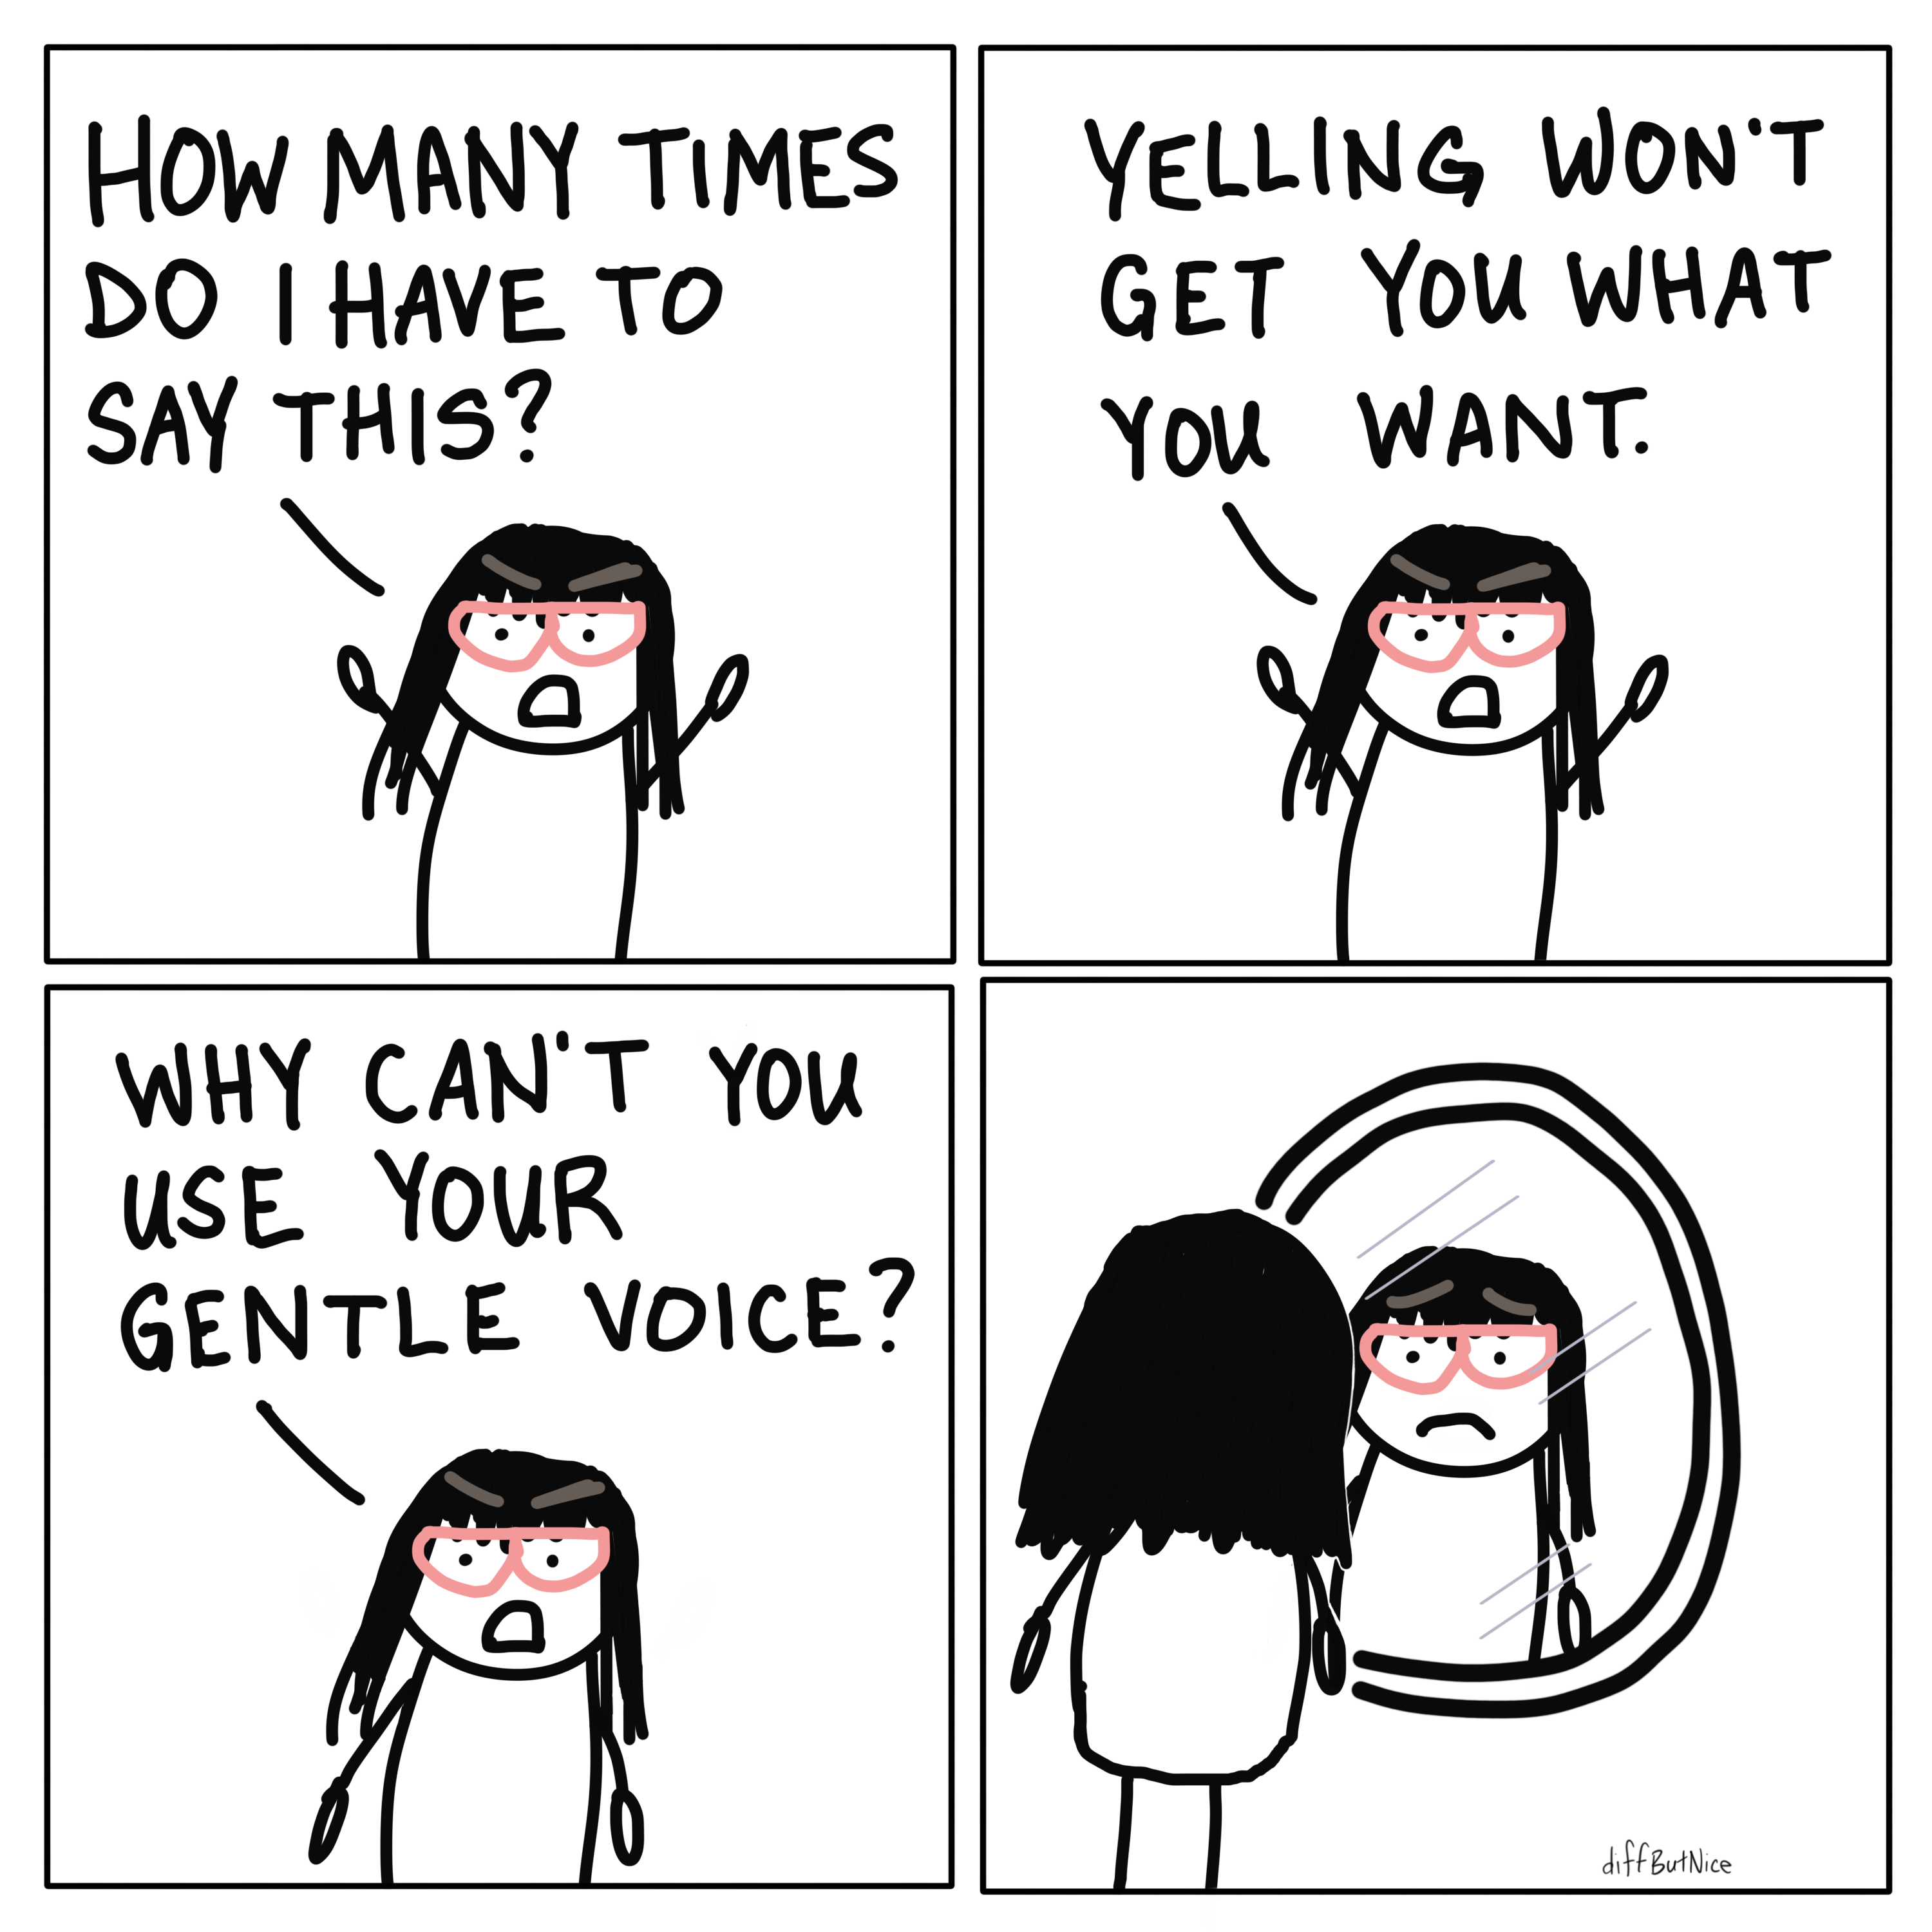 HOW MANY TIMES
DO I HAVE TO
SAY THIS?
YELLING WON'T
GET YOU WHAT
YOU WANT.
WHY CAN'T YOU
USE YOUR
GENTLE VOICE?
diffButNice